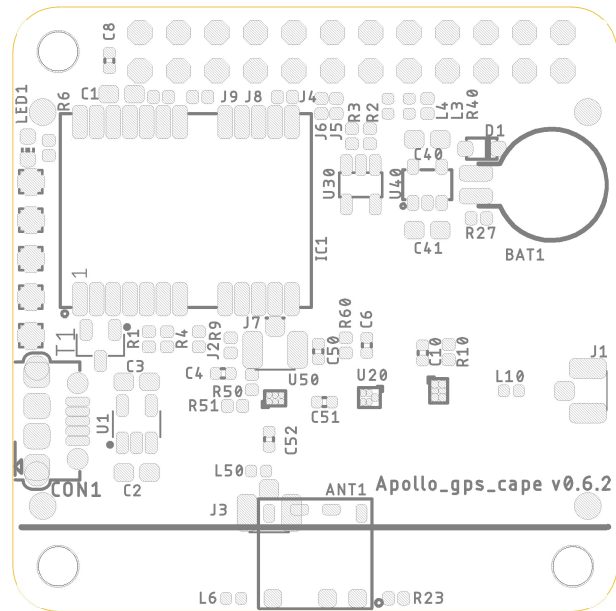 C8
LED1
R6
C1
J9
J8
J4
J6
J5
R3
R2
L4
L3
R40
D1
C40
U30
U40
R27
C41
BAT1
IC1
1
T1
R1
R4
J2
R9
J7
R60
C6
C50
C10
R10
J1
C3
C4
U50
U20
R50
R51
L10
C51
U1
C52
CON1
C2
L50
ANT1
Apollo_gps_cape v0.6.2
J3
L6
R23